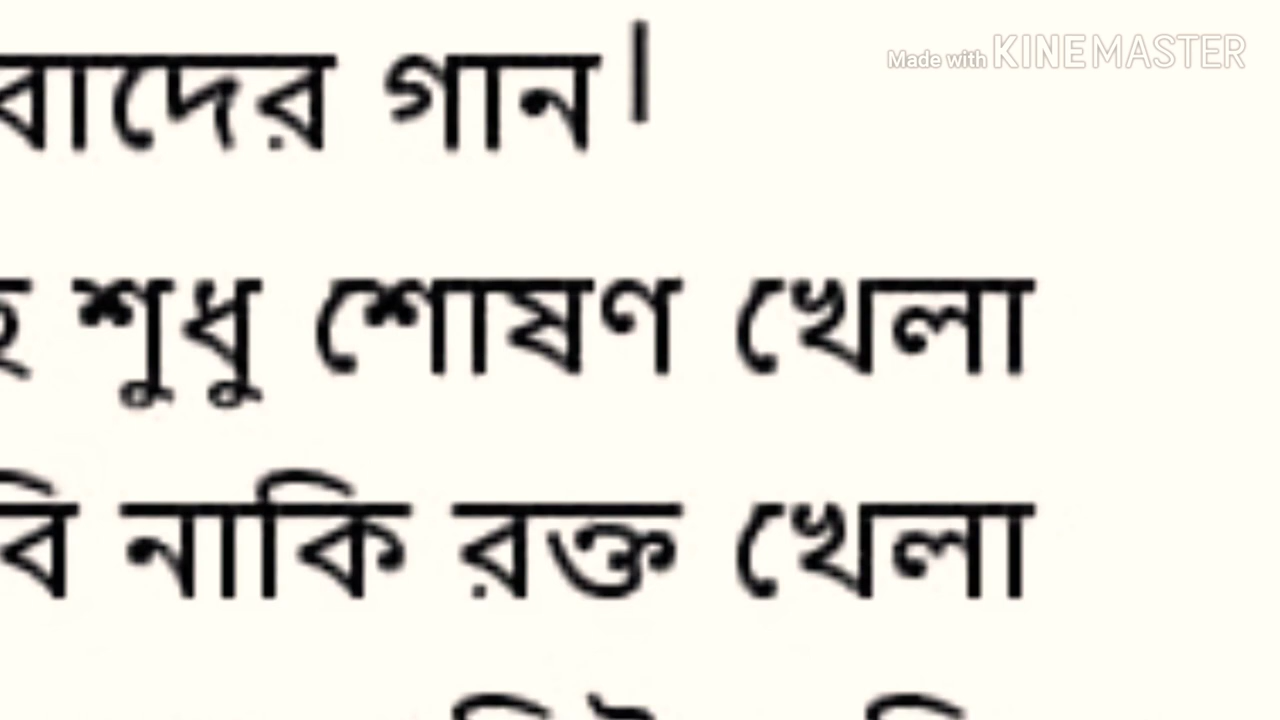 Made with KINEMASTER
বাদের গান।
শুধু শোষণ খেলা
বি নাকি রক্ত খেলা